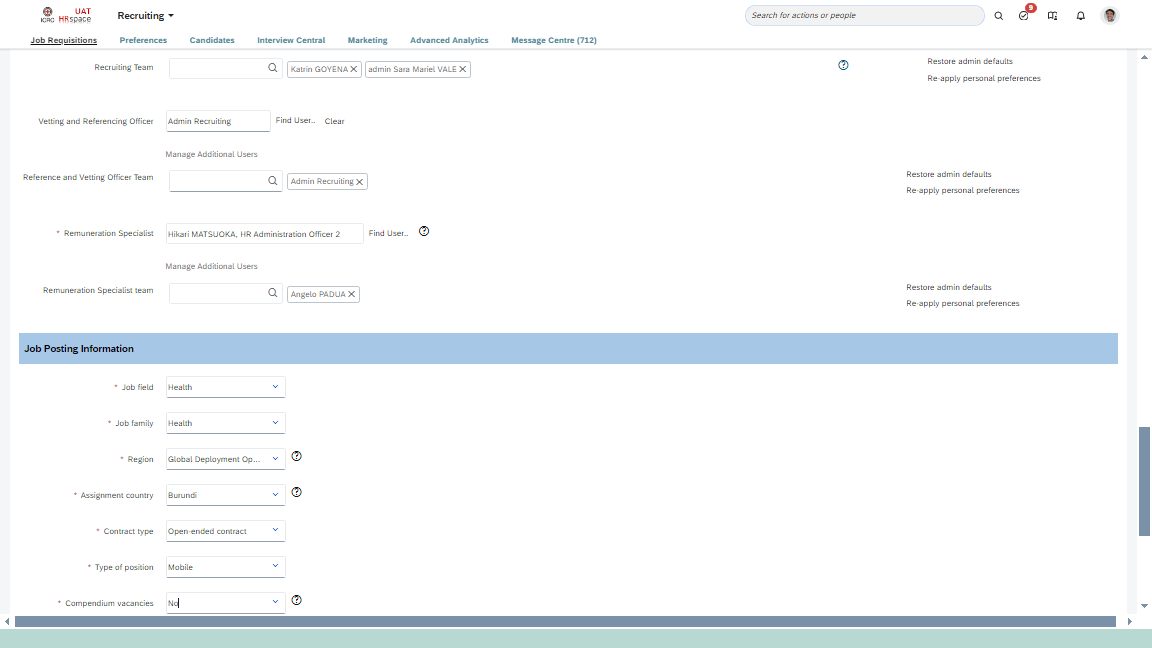 ICRC UAT HRspace Recruiting Search for actions or people 9
Job Requisitions Preferences Candidates Interview Central Marketing Advanced Analytics Message Centre (712)
Recruiting Team Katrin GOYENA admin Sara Mariel VALE Restore admin defaults
Re-apply personal preferences
Vetting and Referencing Officer Admin Recruiting Find User.. Clear
Manage Additional Users
Reference and Vetting Officer Team Admin Recruiting Restore admin defaults
Re-apply personal preferences
* Remuneration Specialist Hikari MATSUOKA, HR Administration Officer 2 Find User..
Manage Additional Users
Remuneration Specialist team Angelo PADUA Restore admin defaults
Re-apply personal preferences
Job Posting Information
* Job field Health
* Job family Health
* Region Global Deployment Op...
* Assignment country Burundi
* Contract type Open-ended contract
* Type of position Mobile
* Compendium vacancies No